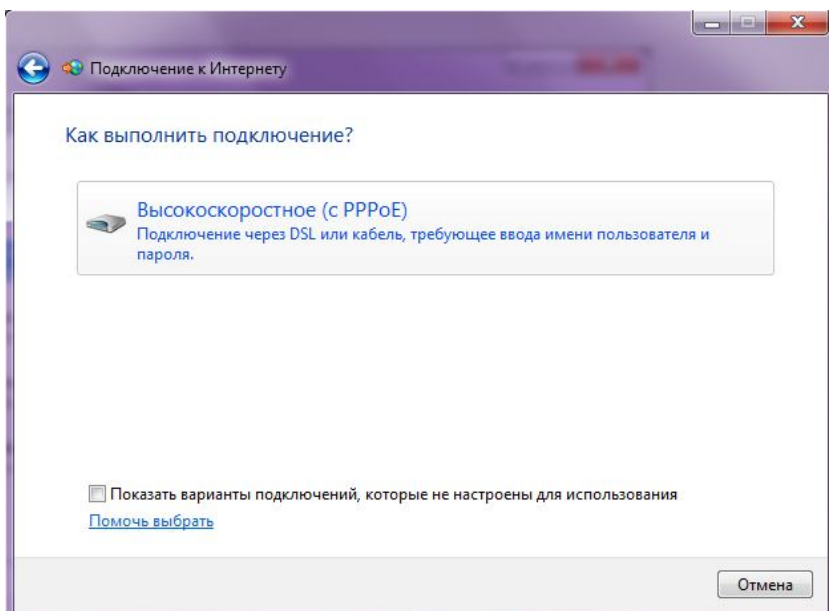 Подключение к Интернету
Как выполнить подключение?
Высокоскоростное (с PPPoE)
Подключение через DSL или кабель, требующее ввода имени пользователя и
пароля.
Показать варианты подключений, которые не настроены для использования
Помочь выбрать
Отмена